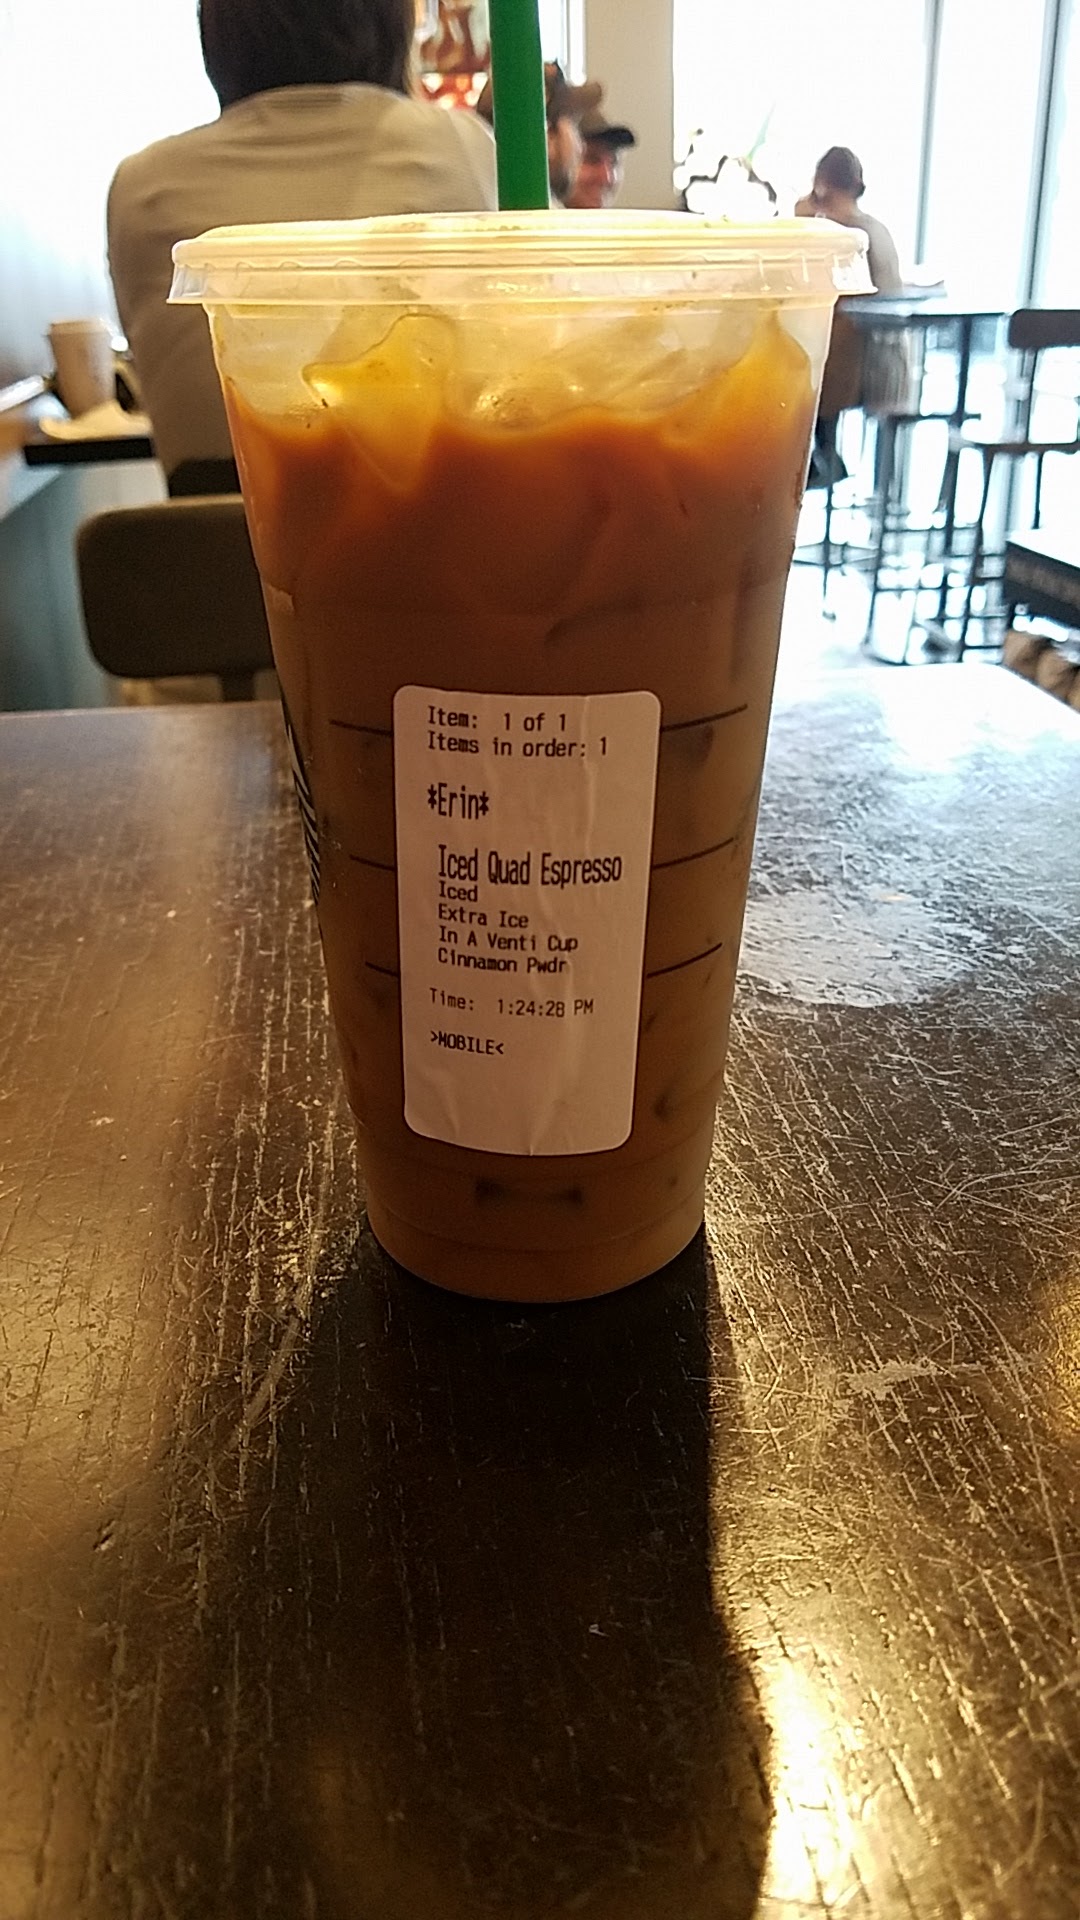 Item: 1 of 1
Items in order: 1
*Erin*
Iced Quad Espresso
Iced
Extra Ice
In A Venti Cup
Cinnamon Pwdr
Time: 1:24:28 PM
>MOBILE<